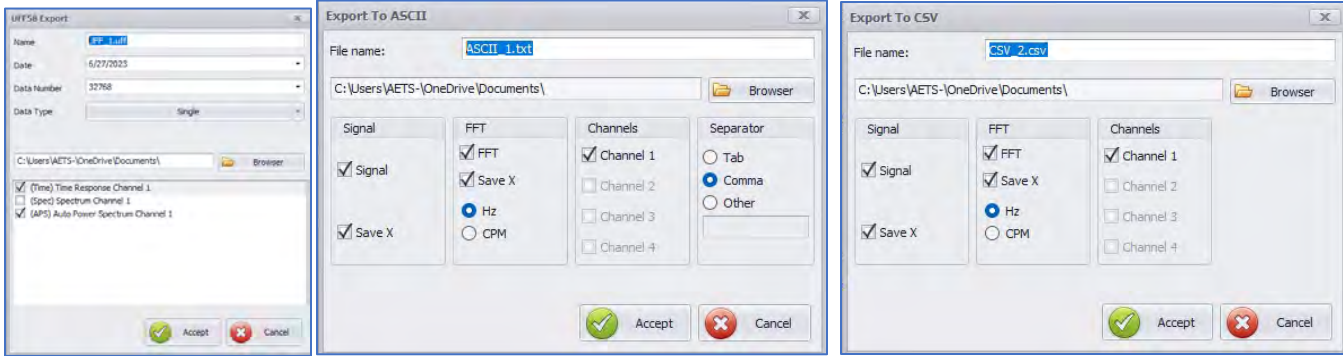 UFF58 Export
Name UFF_1.uff
Date 6/27/2023
Data Number 32768
Data Type Single
C:\Users\AETS-\OneDrive\Documents\ Browser
(Time) Time Response Channel 1
(Spec) Spectrum Channel 1
(APS) Auto Power Spectrum Channel 1
Accept Cancel
Export To ASCII
File name: ASCII_1.txt
C:\Users\AETS-\OneDrive\Documents\ Browser
Signal FFT Channels Separator
Signal FFT Channel 1 Tab
Save X Channel 2 Comma
Hz Channel 3 Other
Save X CPM Channel 4
Accept Cancel
Export To CSV
File name: CSV_2.csv
C:\Users\AETS-\OneDrive\Documents\ Browser
Signal FFT Channels
Signal FFT Channel 1
Save X Channel 2
Hz Channel 3
Save X CPM Channel 4
Accept Cancel